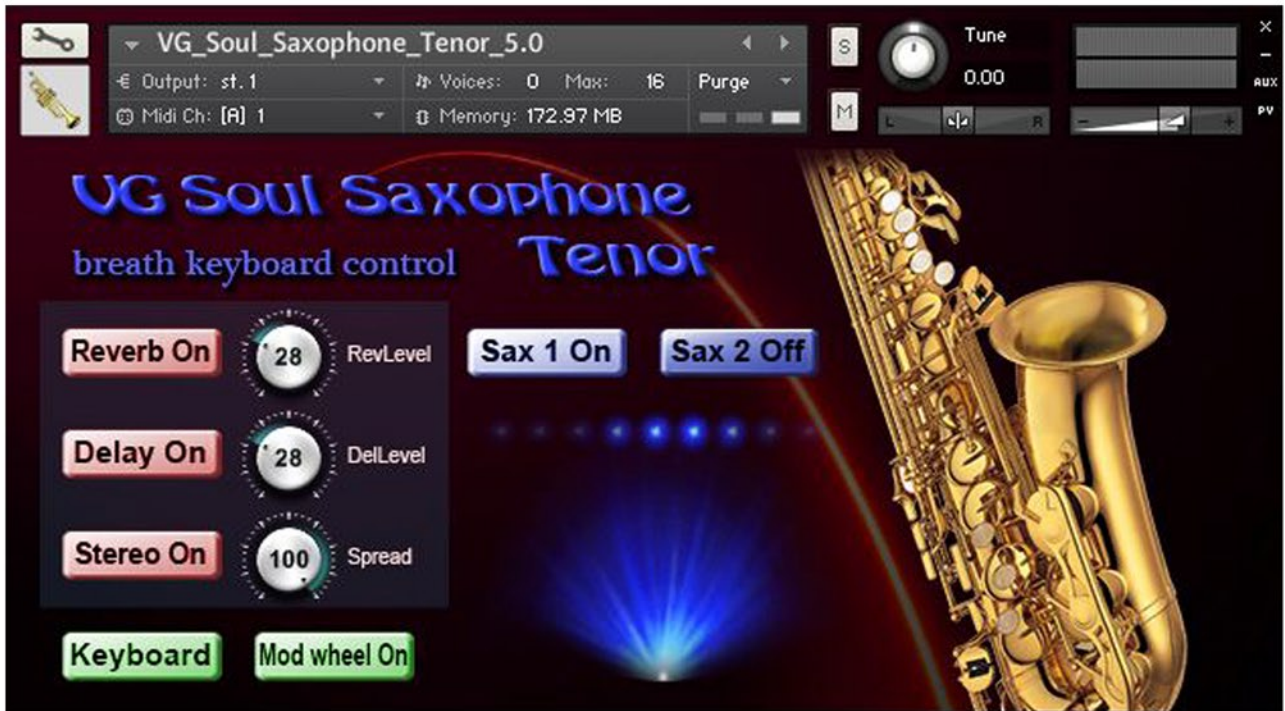 VG_Soul_Saxophone_Tenor_5.0
Output: st. 1
Voices: 0 Max: 16
Purge
Midi Ch: [A] 1
Memory: 172.97 MB
S
M
Tune
0.00
L
R
-
+
X
-
AUX
PV
VG Soul Saxophone
Tenor
breath keyboard control
Reverb On
28
RevLevel
Sax 1 On
Sax 2 Off
Delay On
28
DelLevel
Stereo On
100
Spread
Keyboard
Mod wheel On